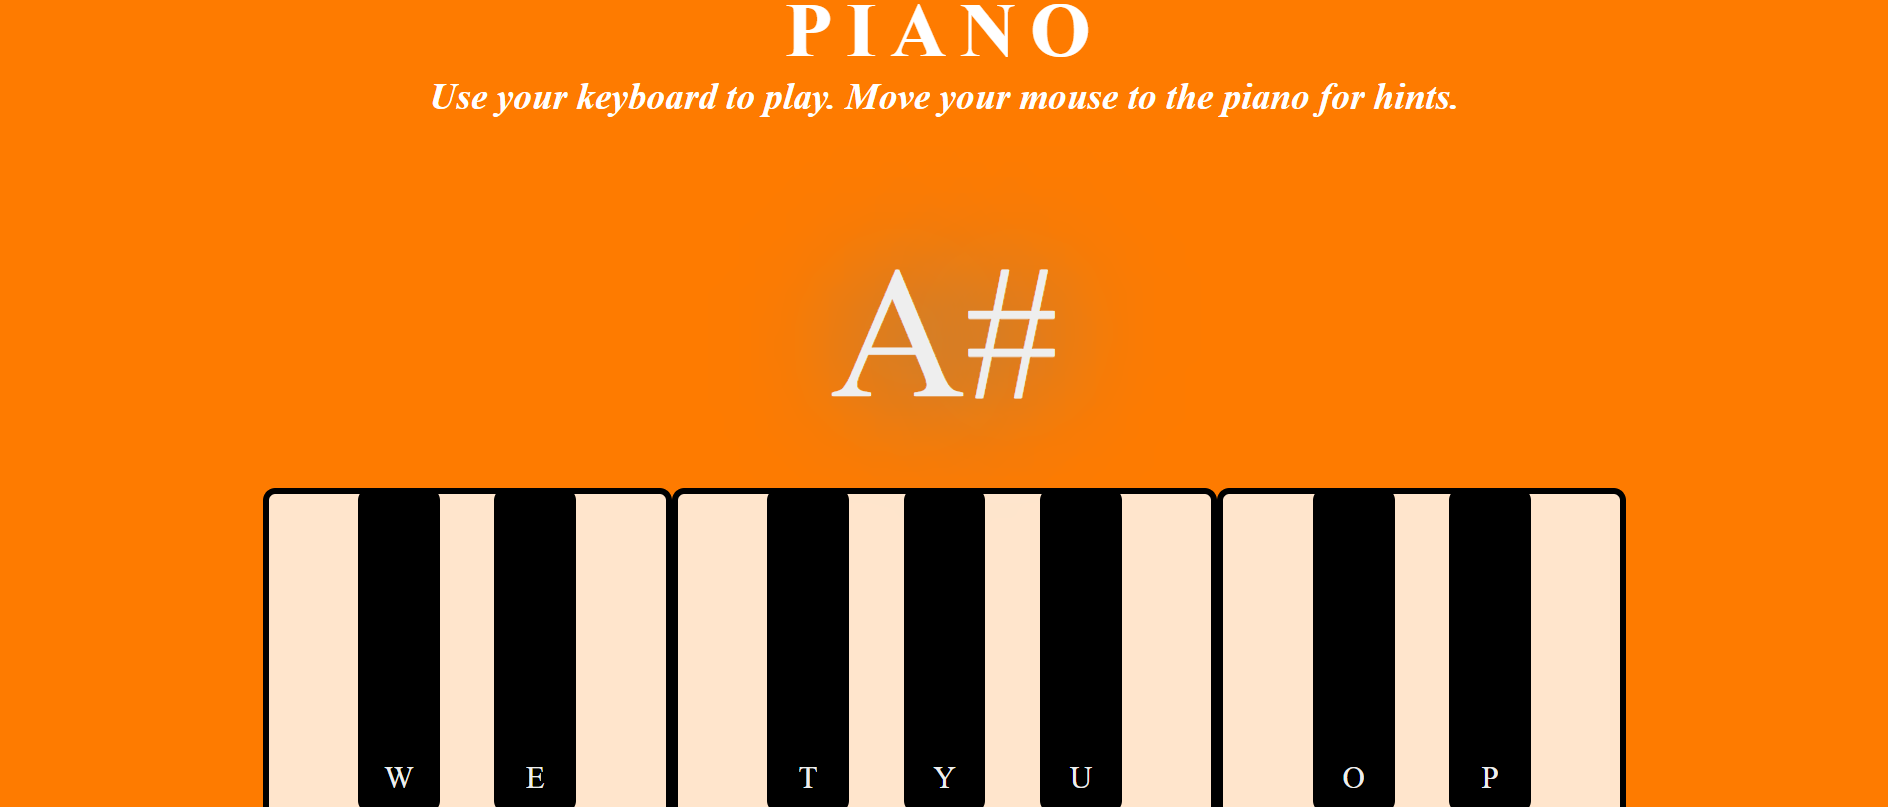 PIANO
Use your keyboard to play. Move your mouse to the piano for hints.
A#
W E T Y U O P